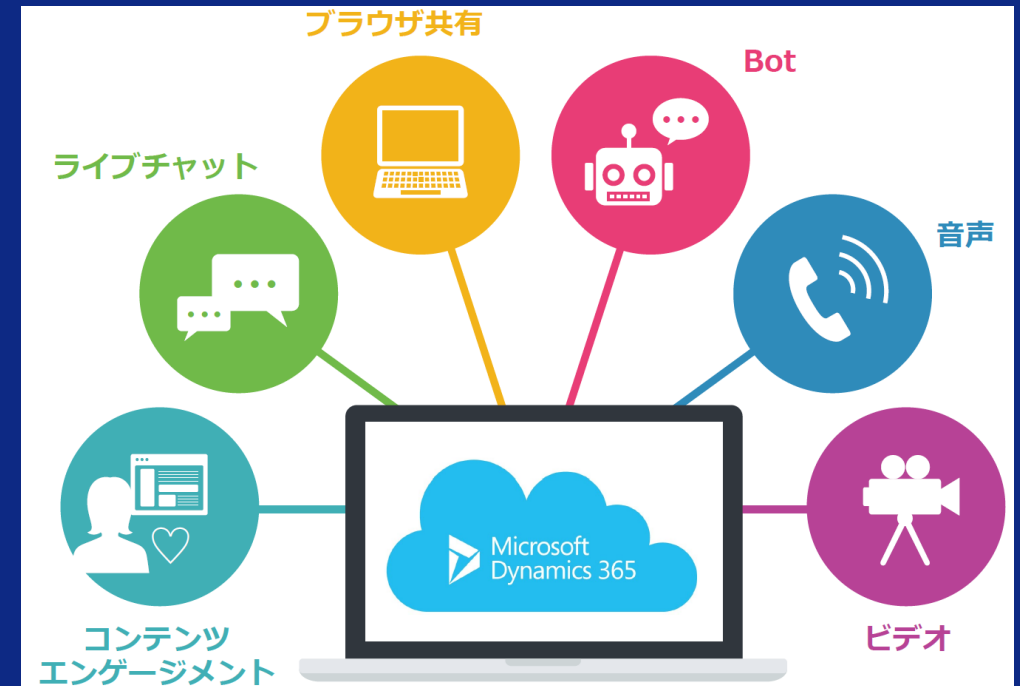 ブラウザ共有
Bot
ライブチャット
音声
Microsoft
Dynamics 365
コンテンツ
エンゲージメント
ビデオ